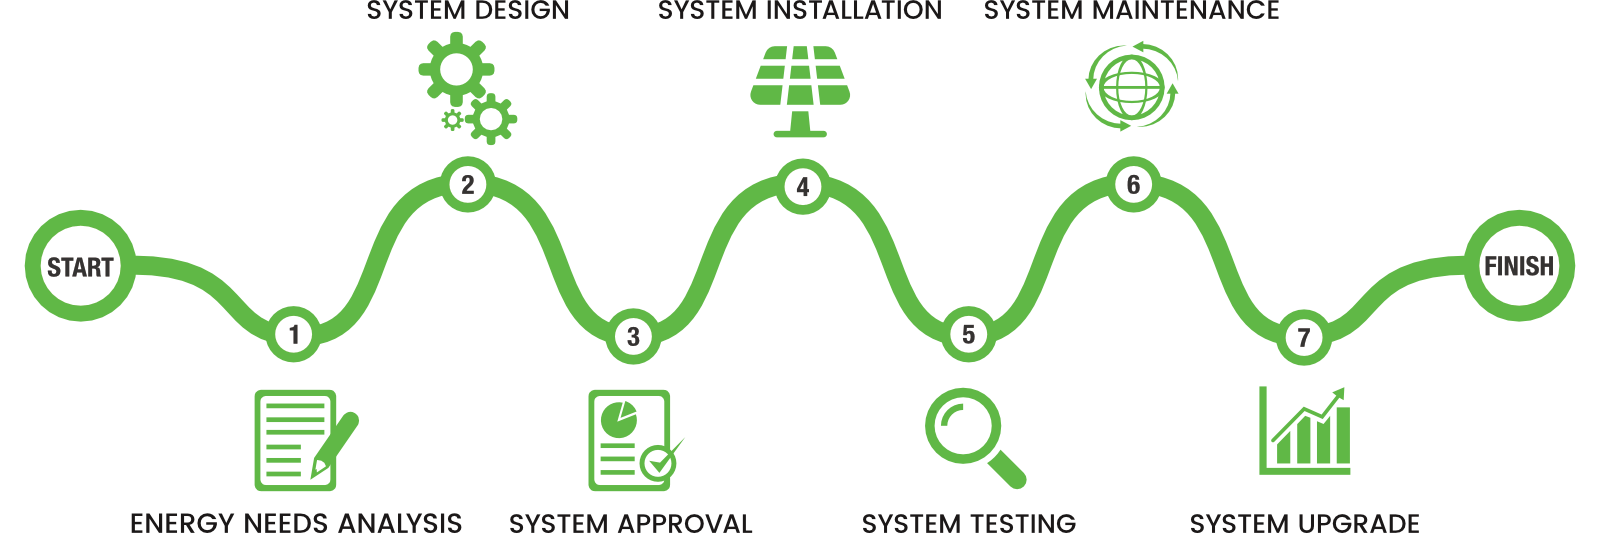 SYSTEM DESIGN
SYSTEM INSTALLATION
SYSTEM MAINTENANCE
2
4
6
START
FINISH
1
3
5
7
ENERGY NEEDS ANALYSIS
SYSTEM APPROVAL
SYSTEM TESTING
SYSTEM UPGRADE